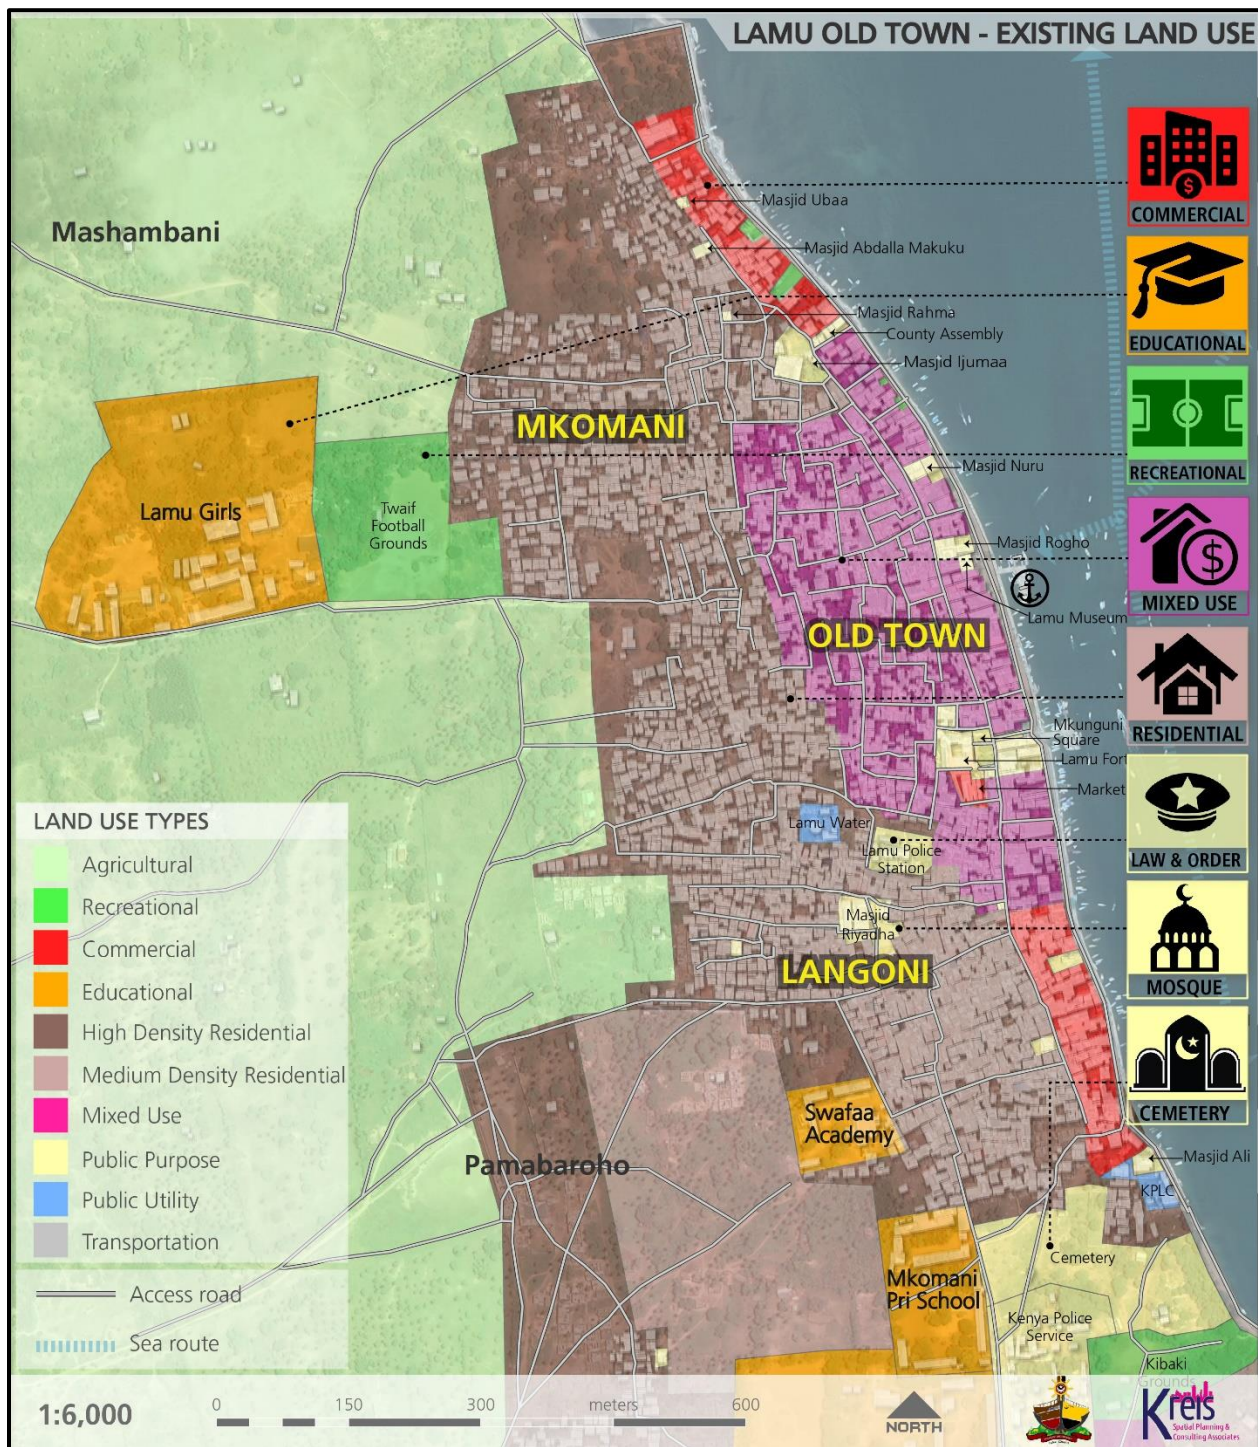 LAMU OLD TOWN - EXISTING LAND USE
COMMERCIAL
EDUCATIONAL
RECREATIONAL
MIXED USE
RESIDENTIAL
LAW & ORDER
MOSQUE
CEMETERY
Mashambani
Masjid Ubaa
Masjid Abdalla Makuku
Masjid Rahma
County Assembly
Masjid Ijumaa
MKOMANI
Masjid Nuru
Lamu Girls
Twaif
Football
Grounds
Masjid Rogho
Lamu Museum
OLD TOWN
Mkunguni
Square
Lamu Fort
Market
Lamu Water
Lamu Police
Station
Masjid
Riyadha
LANGONI
Swafaa
Academy
Pamabaroho
Masjid Ali
KPLC
Cemetery
Mkomani
Pri School
Kenya Police
Service
Kibaki
Grounds
LAND USE TYPES
Agricultural
Recreational
Commercial
Educational
High Density Residential
Medium Density Residential
Mixed Use
Public Purpose
Public Utility
Transportation
Access road
Sea route
1:6,000
0 150 300 meters 600
NORTH
Kreis
Spatial Planning &
Consulting Associates